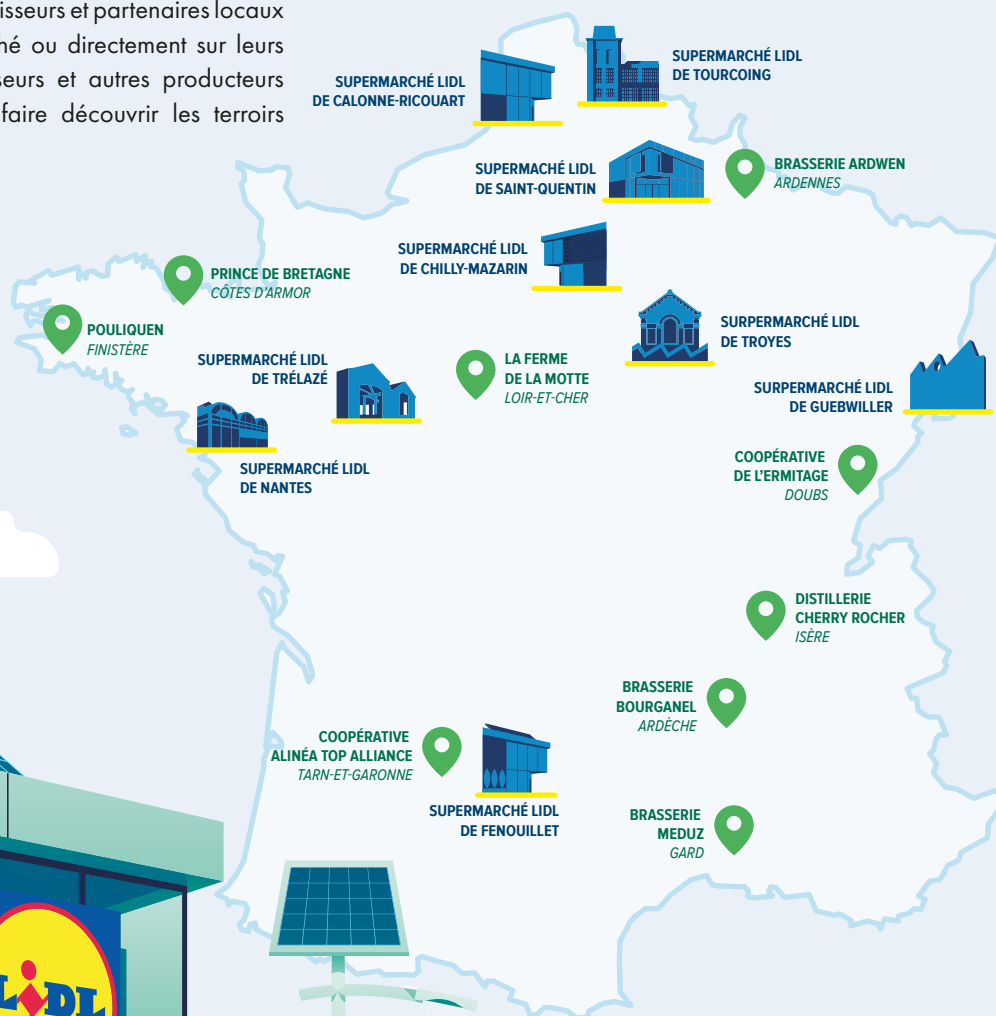 isseurs et partenaires locaux
hé ou directement sur leurs
seurs et autres producteurs
faire découvrir les terroirs
SUPERMARCHÉ LIDL
DE TOURCOING
SUPERMARCHÉ LIDL
DE CALONNE-RICOUART
SUPERMACHÉ LIDL
DE SAINT-QUENTIN
BRASSERIE ARDWEN
ARDENNES
SUPERMARCHÉ LIDL
DE CHILLY-MAZARIN
PRINCE DE BRETAGNE
CÔTES D'ARMOR
POULIQUEN
FINISTÈRE
SURPERMARCHÉ LIDL
DE TROYES
SUPERMARCHÉ LIDL
DE TRÉLAZÉ
LA FERME
DE LA MOTTE
LOIR-ET-CHER
SURPERMARCHÉ LIDL
DE GUEBWILLER
SUPERMARCHÉ LIDL
DE NANTES
COOPÉRATIVE
DE L'ERMITAGE
DOUBS
DISTILLERIE
CHERRY ROCHER
ISÈRE
BRASSERIE
BOURGANEL
ARDÈCHE
COOPÉRATIVE
ALINÉA TOP ALLIANCE
TARN-ET-GARONNE
SUPERMARCHÉ LIDL
DE FENOUILLET
BRASSERIE
MEDUZ
GARD
LIDL